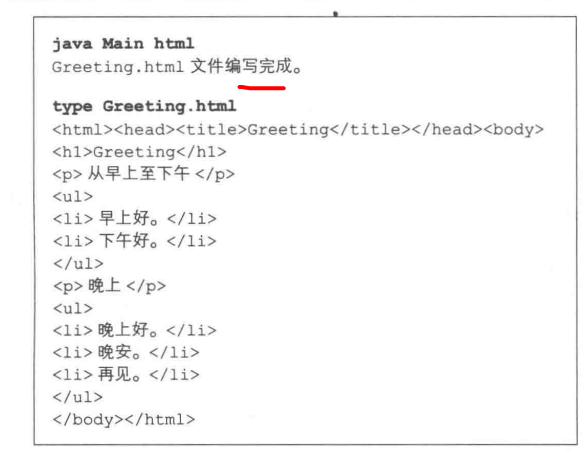 java Main html
Greeting.html 文件编写完成。
type Greeting.html
<html><head><title>Greeting</title></head><body>
<h1>Greeting</h1>
<p> 从早上至下午 </p>
<ul>
<li> 早上好。</li>
<li> 下午好。</li>
</ul>
<p> 晚上 </p>
<ul>
<li> 晚上好。</li>
<li> 晚安。</li>
<li> 再见。</li>
</ul>
</body></html>